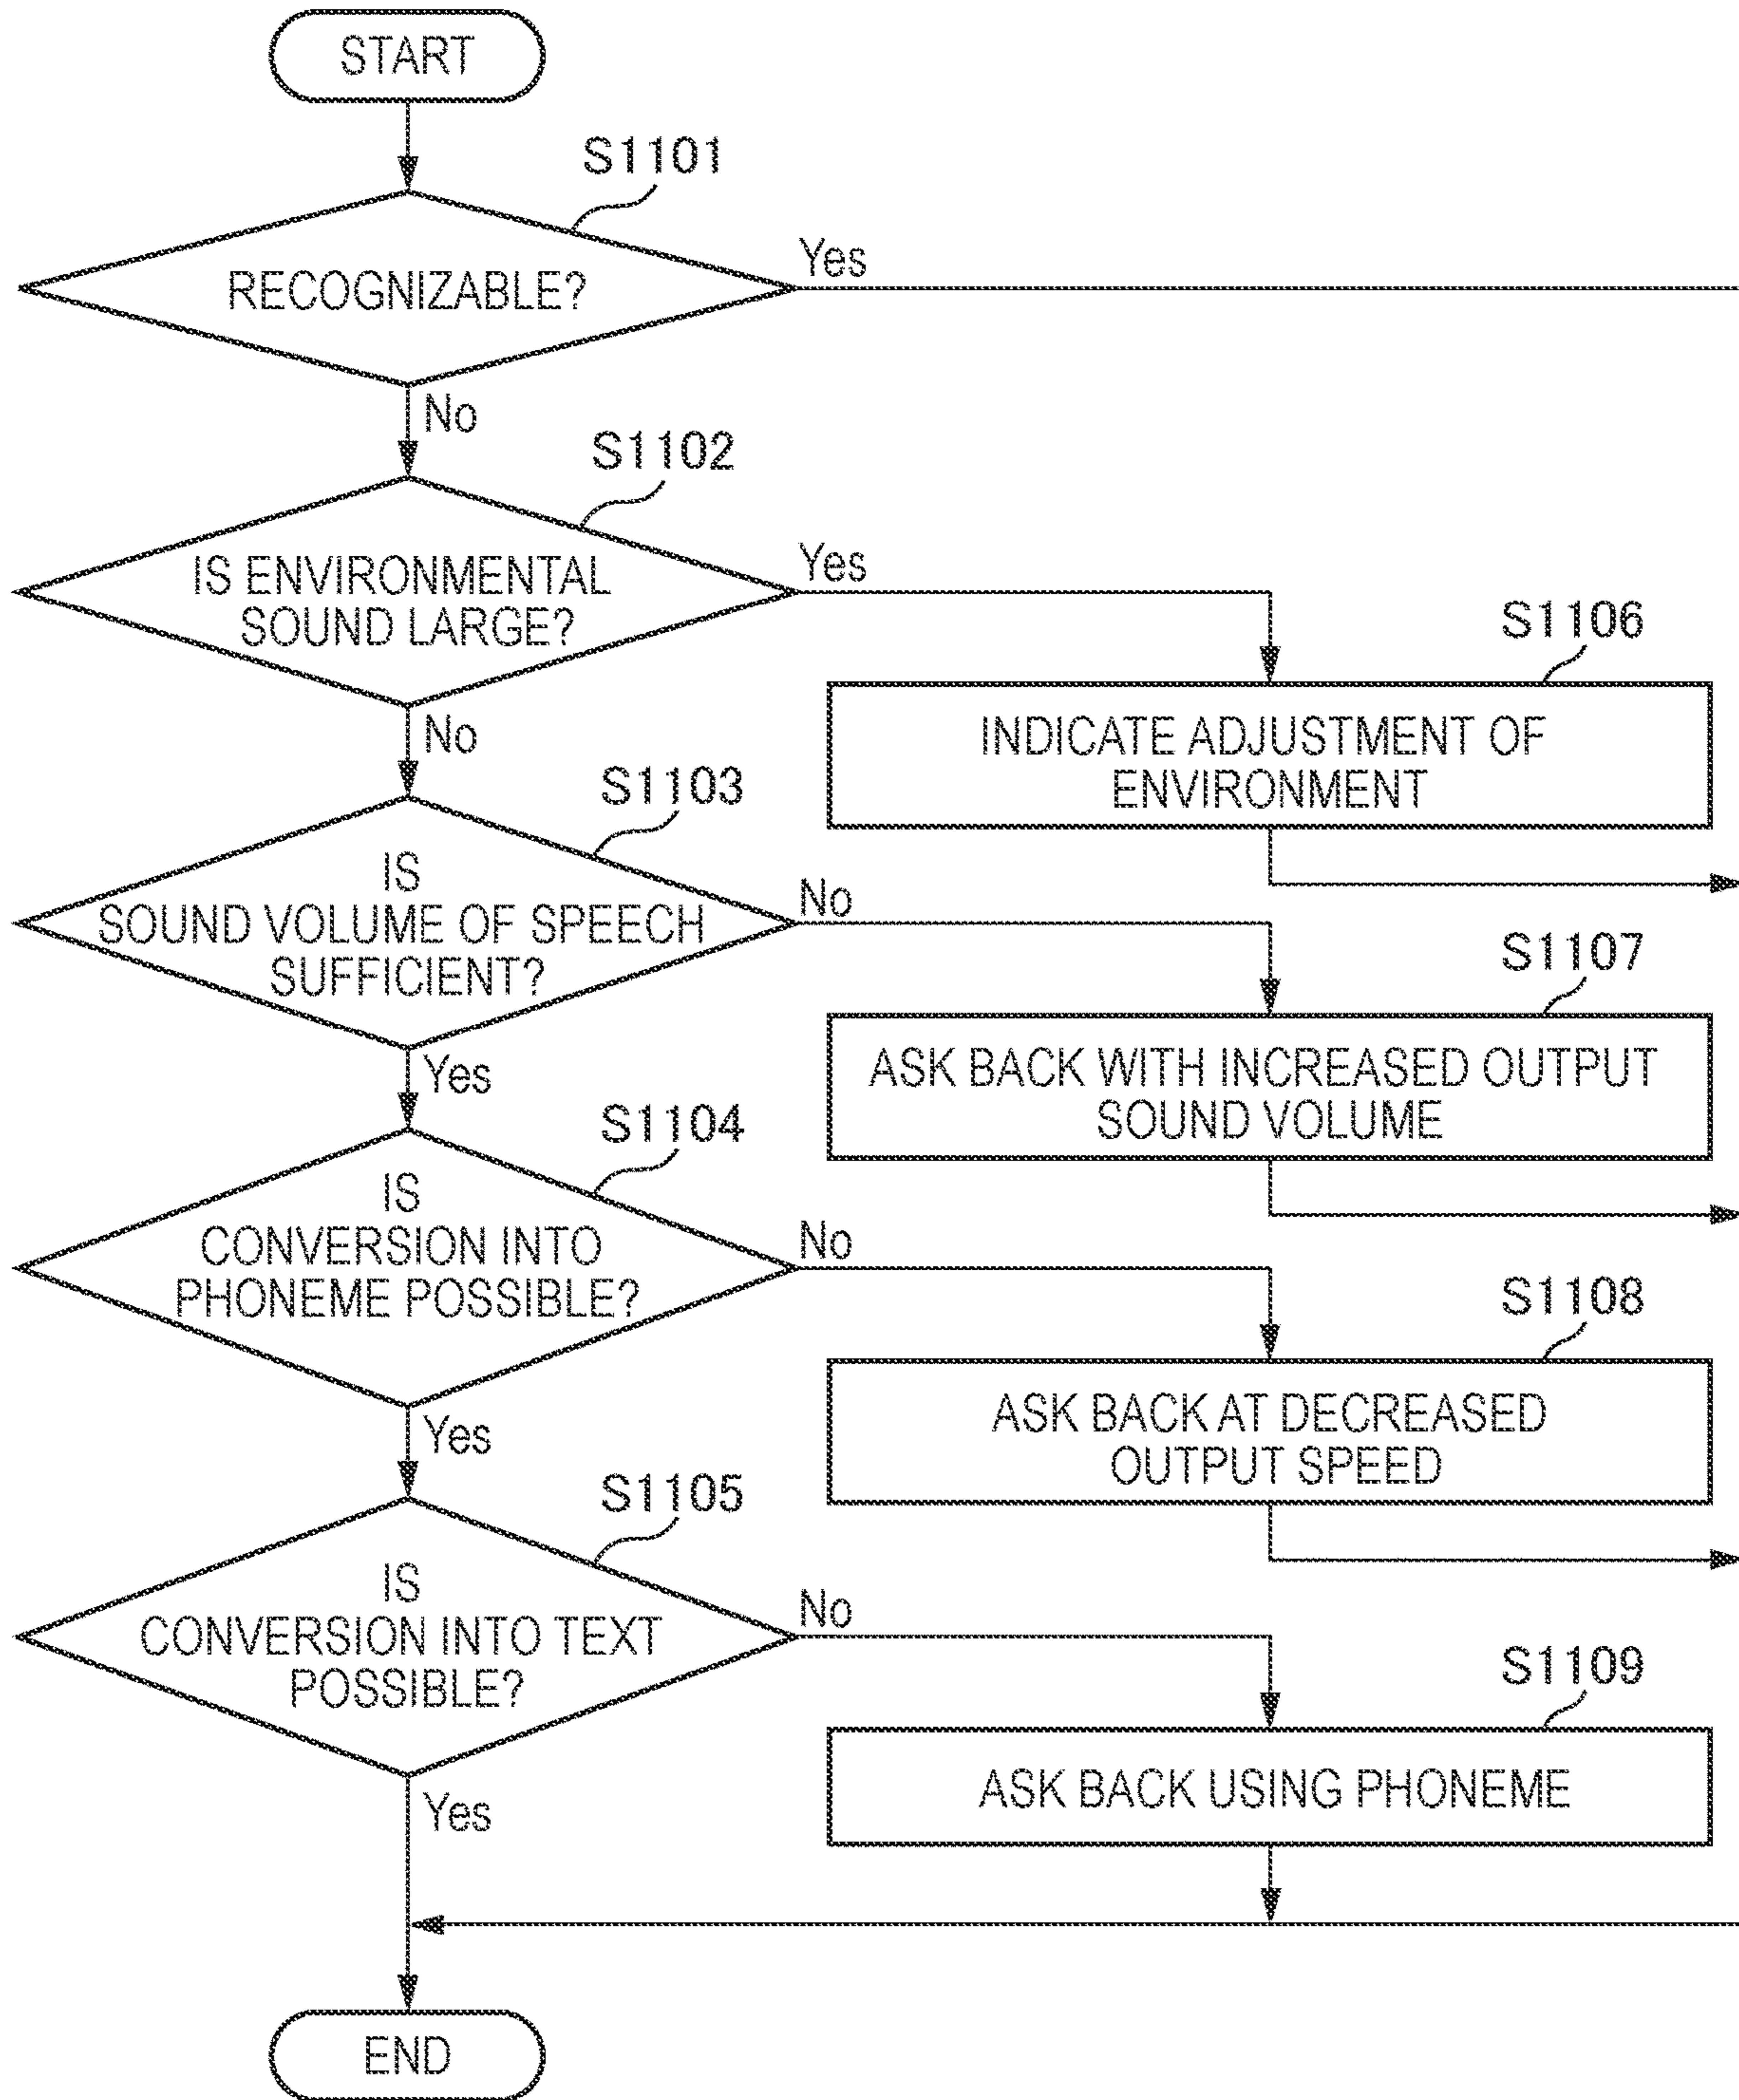 START
S1101
RECOGNIZABLE?
Yes
No
S1102
IS ENVIRONMENTAL
SOUND LARGE?
Yes
No
S1106
INDICATE ADJUSTMENT OF
ENVIRONMENT
S1103
IS
SOUND VOLUME OF SPEECH
SUFFICIENT?
No
Yes
S1107
ASK BACK WITH INCREASED OUTPUT
SOUND VOLUME
S1104
IS
CONVERSION INTO
PHONEME POSSIBLE?
No
Yes
S1108
ASK BACK AT DECREASED
OUTPUT SPEED
S1105
IS
CONVERSION INTO TEXT
POSSIBLE?
No
Yes
S1109
ASK BACK USING PHONEME
END